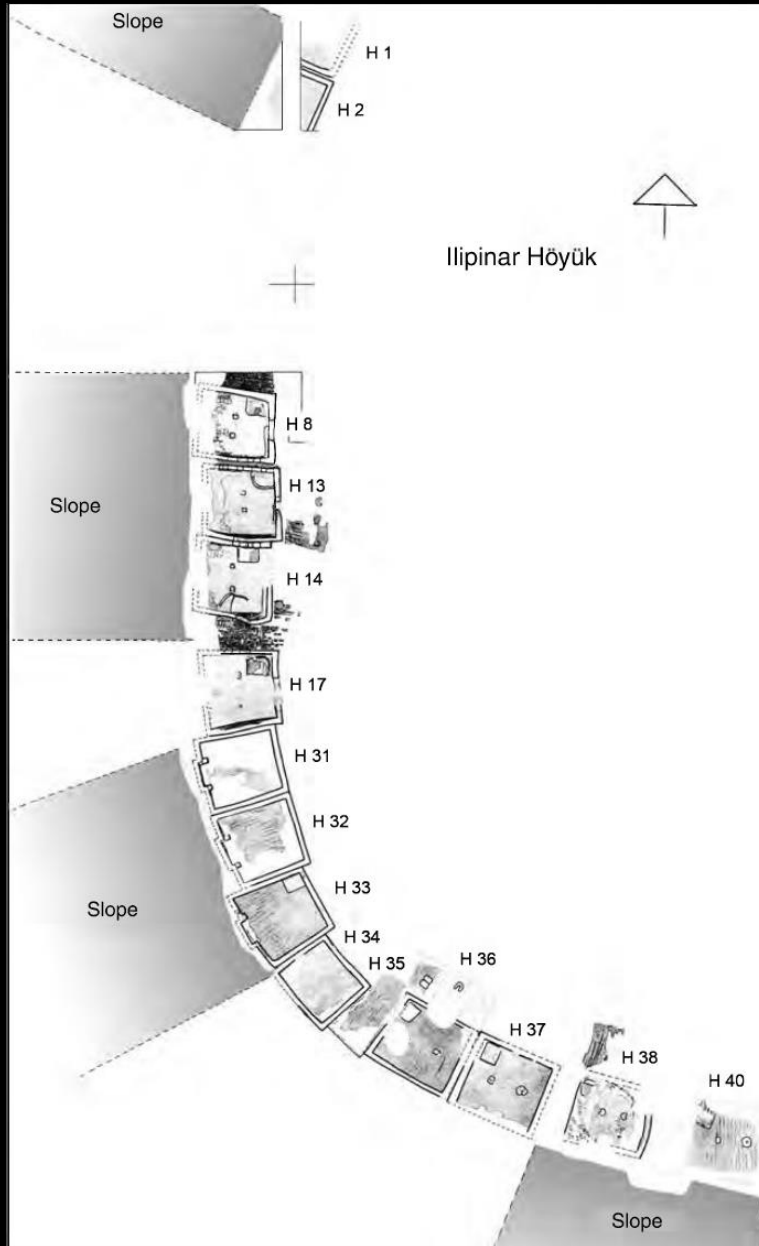 Slope
H 1
H 2
Ilipinar Höyük
H 8
H 13
Slope
H 14
H 17
H 31
H 32
H 33
Slope
H 34
H 35
H 36
H 37
H 38
H 40
Slope